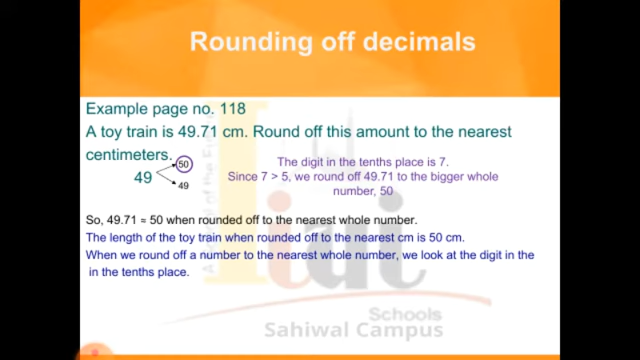 Rounding off decimals
Example page no. 118
A toy train is 49.71 cm. Round off this amount to the nearest
centimeters.
50
49
49
The digit in the tenths place is 7.
Since 7 > 5, we round off 49.71 to the bigger whole
number, 50
So, 49.71 ≈ 50 when rounded off to the nearest whole number.
The length of the toy train when rounded off to the nearest cm is 50 cm.
When we round off a number to the nearest whole number, we look at the digit in the
in the tenths place.
Schools
Sahiwal Campus